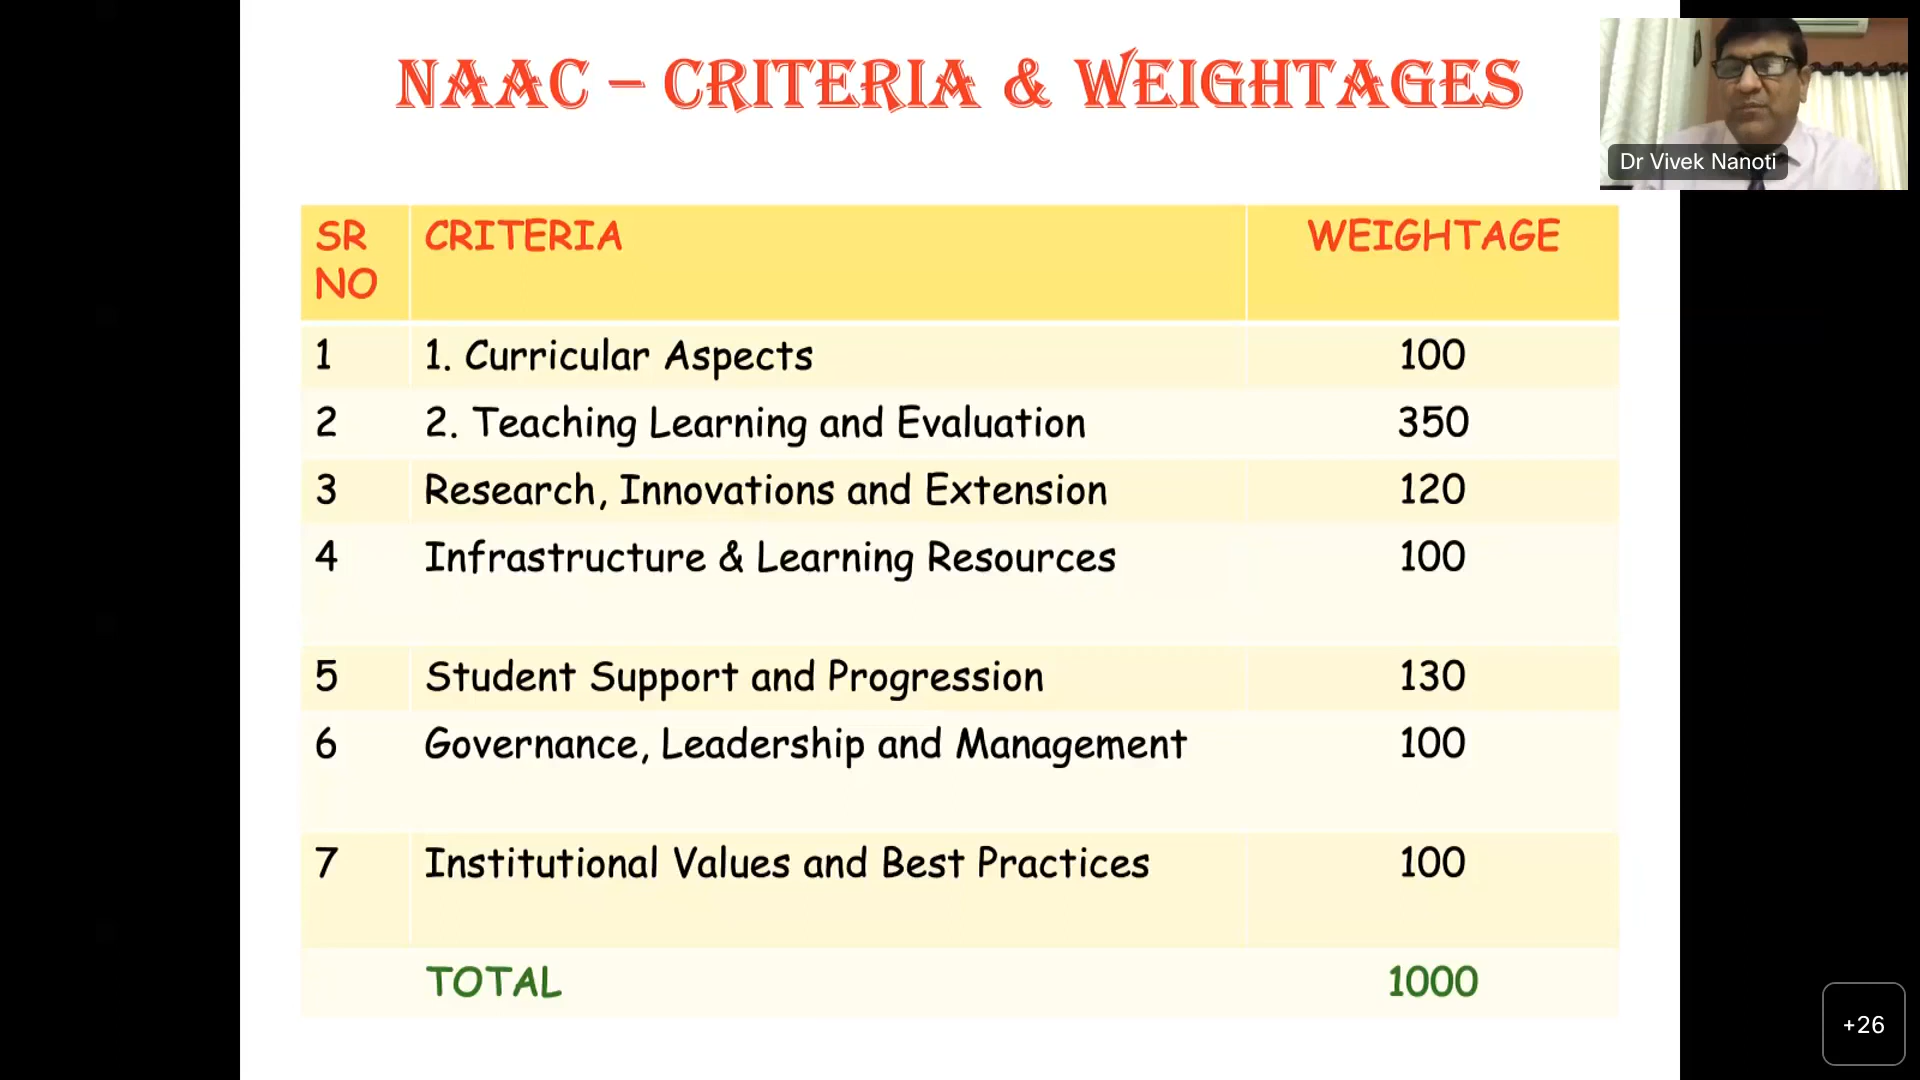 NAAC – CRITERIA & WEIGHTAGES
Dr Vivek Nanoti
SR NO CRITERIA WEIGHTAGE
1 1. Curricular Aspects 100
2 2. Teaching Learning and Evaluation 350
3 Research, Innovations and Extension 120
4 Infrastructure & Learning Resources 100
5 Student Support and Progression 130
6 Governance, Leadership and Management 100
7 Institutional Values and Best Practices 100
TOTAL 1000
+26